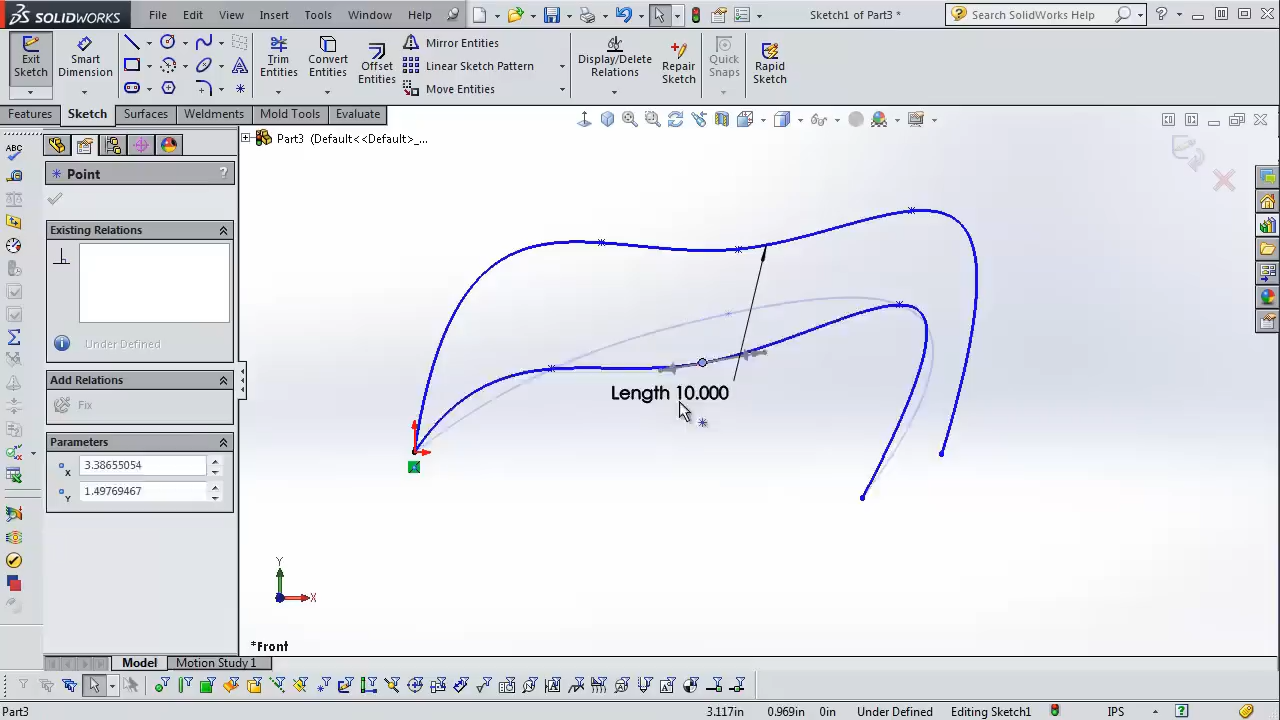 SOLIDWORKS
File Edit View Insert Tools Window Help
Sketch1 of Part3 *
Search SolidWorks Help
Exit Sketch
Smart Dimension
Trim Entities
Convert Entities
Offset Entities
Mirror Entities
Linear Sketch Pattern
Move Entities
Display/Delete Relations
Repair Sketch
Quick Snaps
Rapid Sketch
Features Sketch Surfaces Weldments Mold Tools Evaluate
Part3 (Default<<Default>_...
ABC
Point ?
Existing Relations
Under Defined
Add Relations
Fix
Parameters
X 3.38655054
Y 1.49769467
Length 10.000
Y
X
*Front
Model Motion Study 1
Part3 3.117in 0.969in 0in Under Defined Editing Sketch1 IPS ?